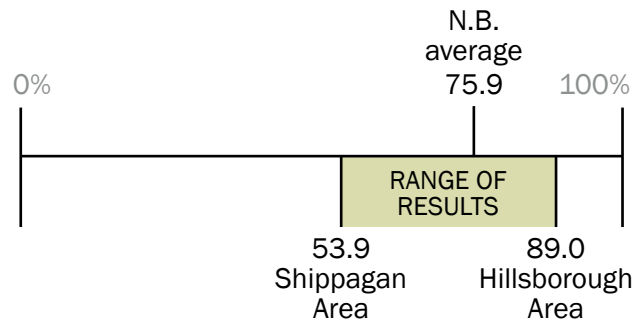 N.B.
average
0%
75.9
100%
RANGE OF
RESULTS
53.9
Shippagan
Area
89.0
Hillsborough
Area